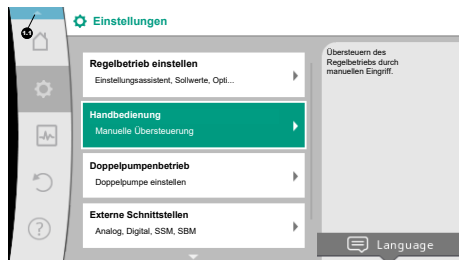 1.1
Einstellungen
Regelbetrieb einstellen
Einstellungsassistent, Sollwerte, Opti...
Handbedienung
Manuelle Übersteuerung
Doppelpumpenbetrieb
Doppelpumpe einstellen
Externe Schnittstellen
Analog, Digital, SSM, SBM
Übersteuern des
Regelbetriebs durch
manuellen Eingriff.
Language